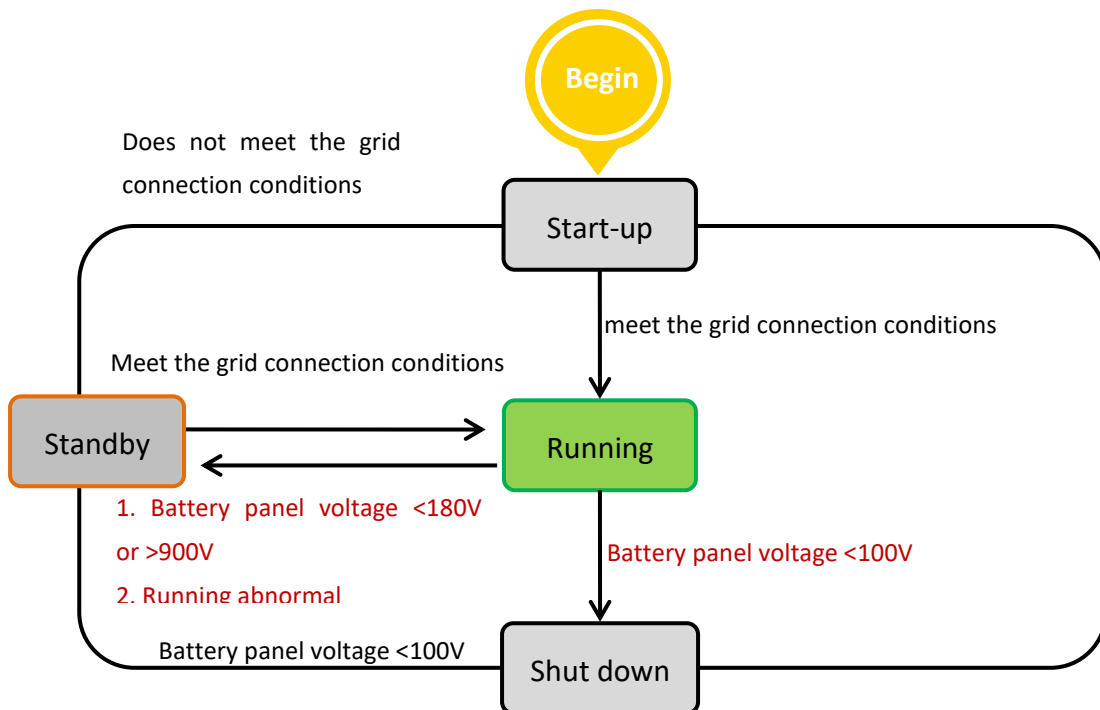 Begin
Does not meet the grid
connection conditions
Start-up
meet the grid connection conditions
Meet the grid connection conditions
Standby
Running
1. Battery panel voltage <180V
or >900V
2. Running abnormal
Battery panel voltage <100V
Battery panel voltage <100V
Shut down